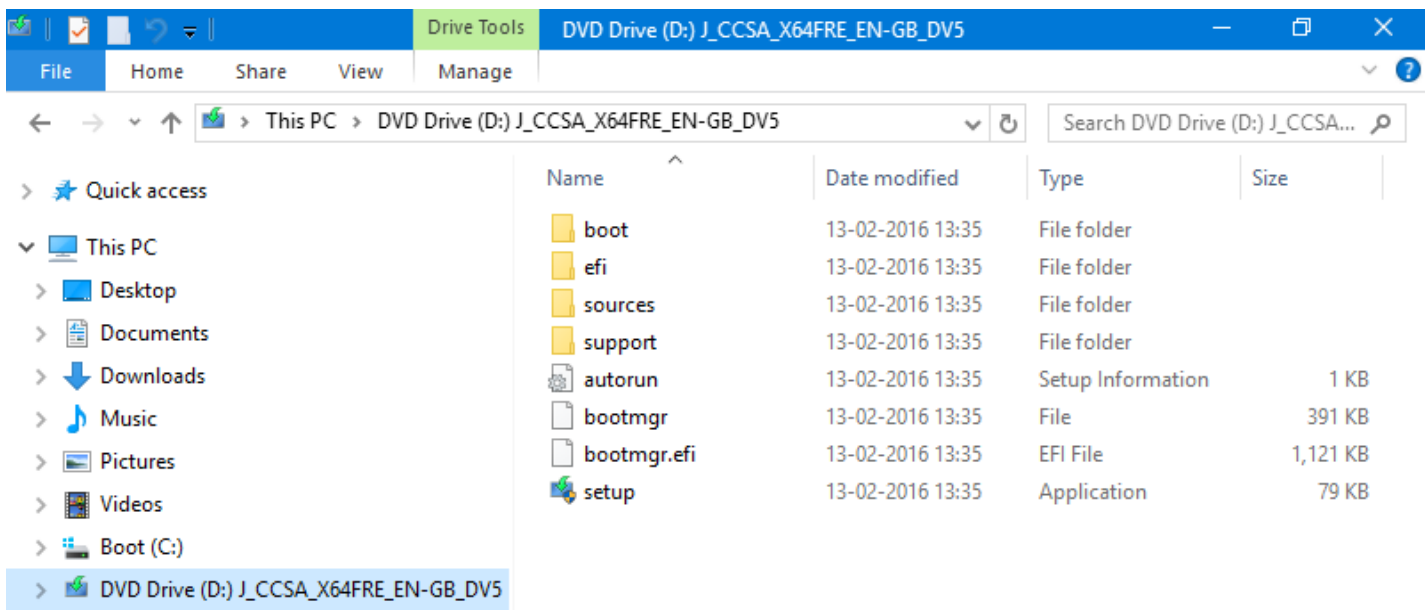 Drive Tools DVD Drive (D:) J_CCSA_X64FRE_EN-GB_DV5
File Home Share View Manage ?
This PC > DVD Drive (D:) J_CCSA_X64FRE_EN-GB_DV5 Search DVD Drive (D:) J_CCSA...
Quick access
This PC
Desktop
Documents
Downloads
Music
Pictures
Videos
Boot (C:)
DVD Drive (D:) J_CCSA_X64FRE_EN-GB_DV5
Name Date modified Type Size
boot 13-02-2016 13:35 File folder
efi 13-02-2016 13:35 File folder
sources 13-02-2016 13:35 File folder
support 13-02-2016 13:35 File folder
autorun 13-02-2016 13:35 Setup Information 1 KB
bootmgr 13-02-2016 13:35 File 391 KB
bootmgr.efi 13-02-2016 13:35 EFI File 1,121 KB
setup 13-02-2016 13:35 Application 79 KB